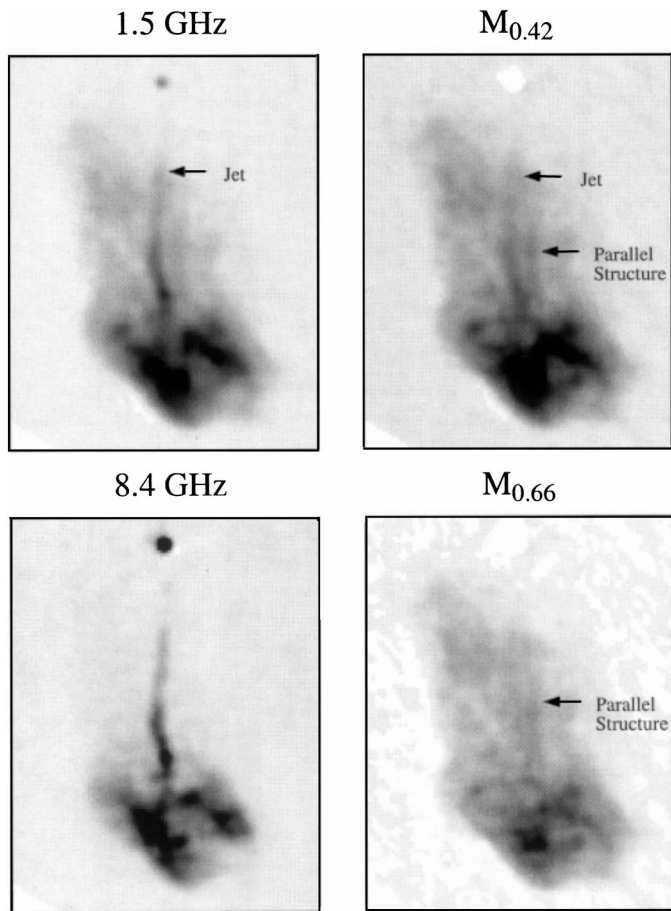 1.5 GHz
M0.42
Jet
Jet
Parallel
Structure
8.4 GHz
M0.66
Parallel
Structure